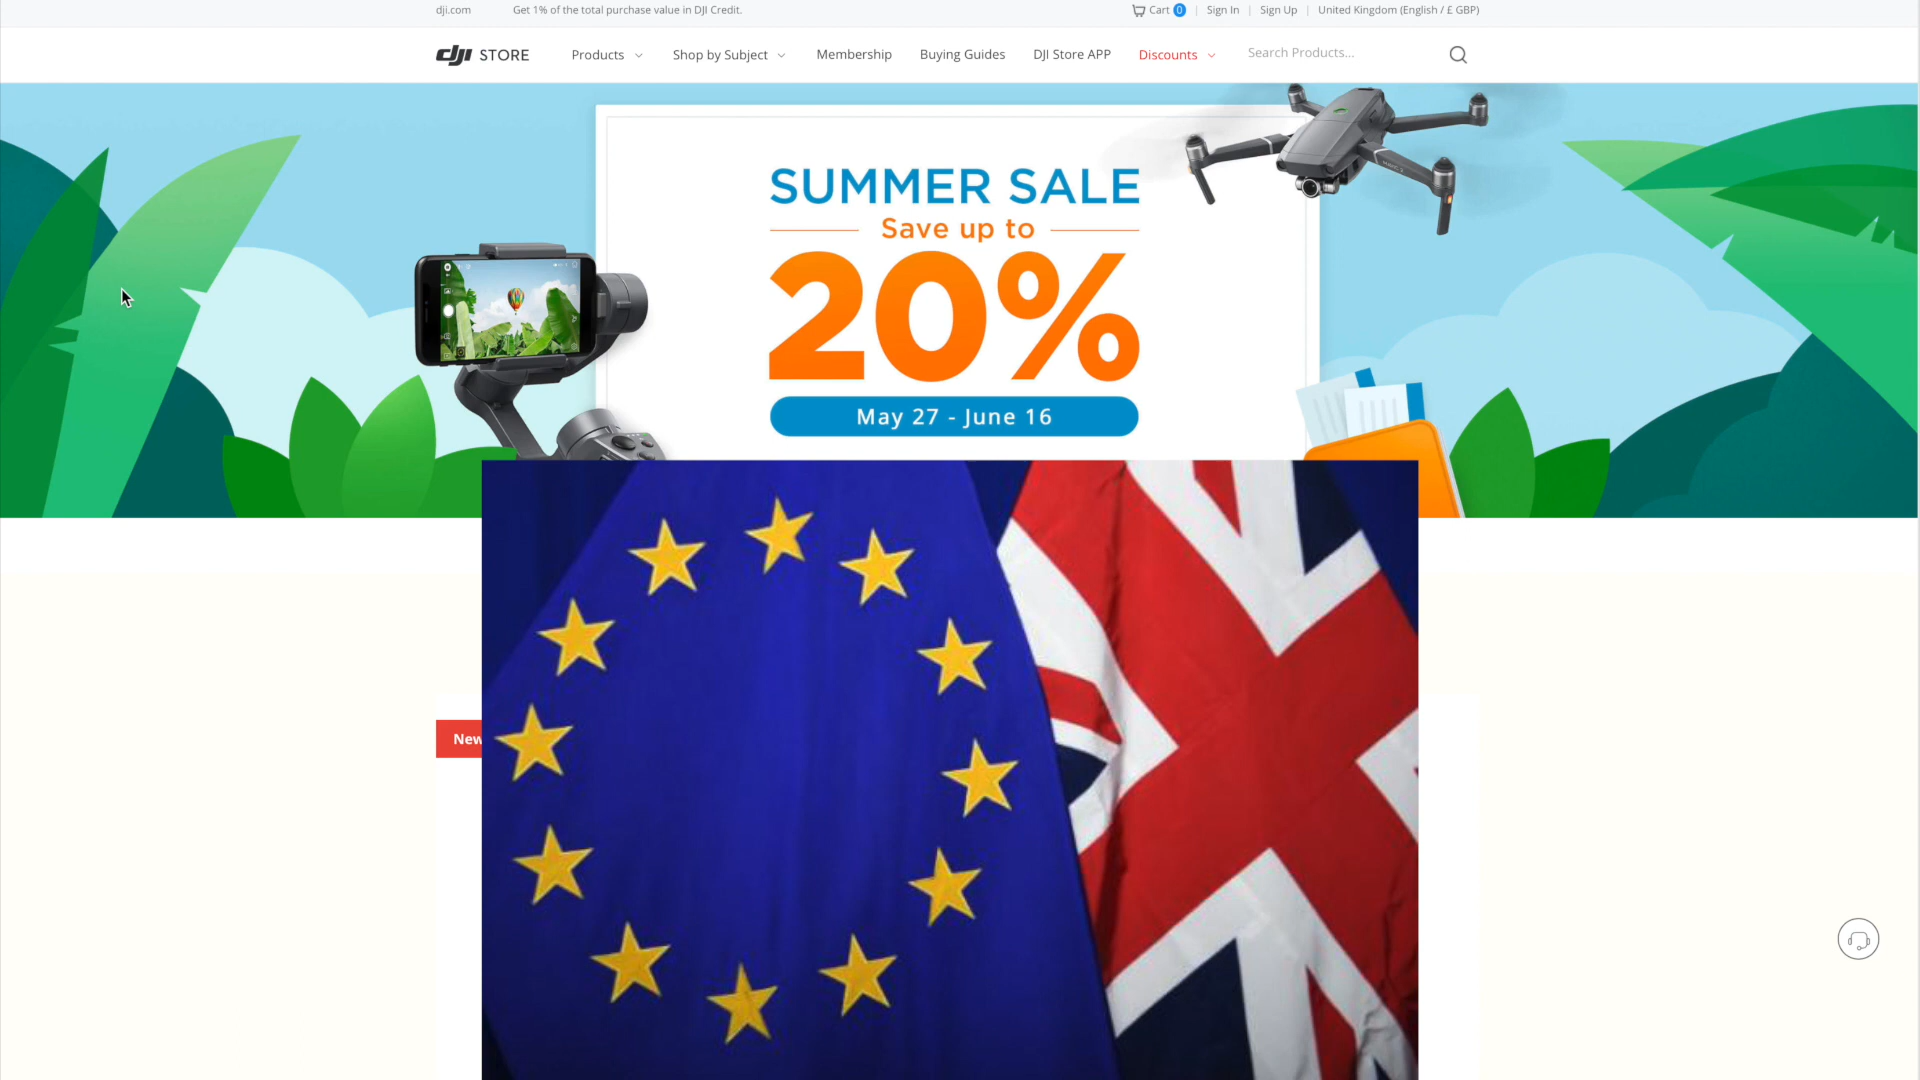 dji.com
Get 1% of the total purchase value in DJI Credit.
Cart 0
Sign In
Sign Up
United Kingdom (English / £ GBP)
dji STORE
Products
Shop by Subject
Membership
Buying Guides
DJI Store APP
Discounts
Search Products...
SUMMER SALE
Save up to
20%
May 27 - June 16
New